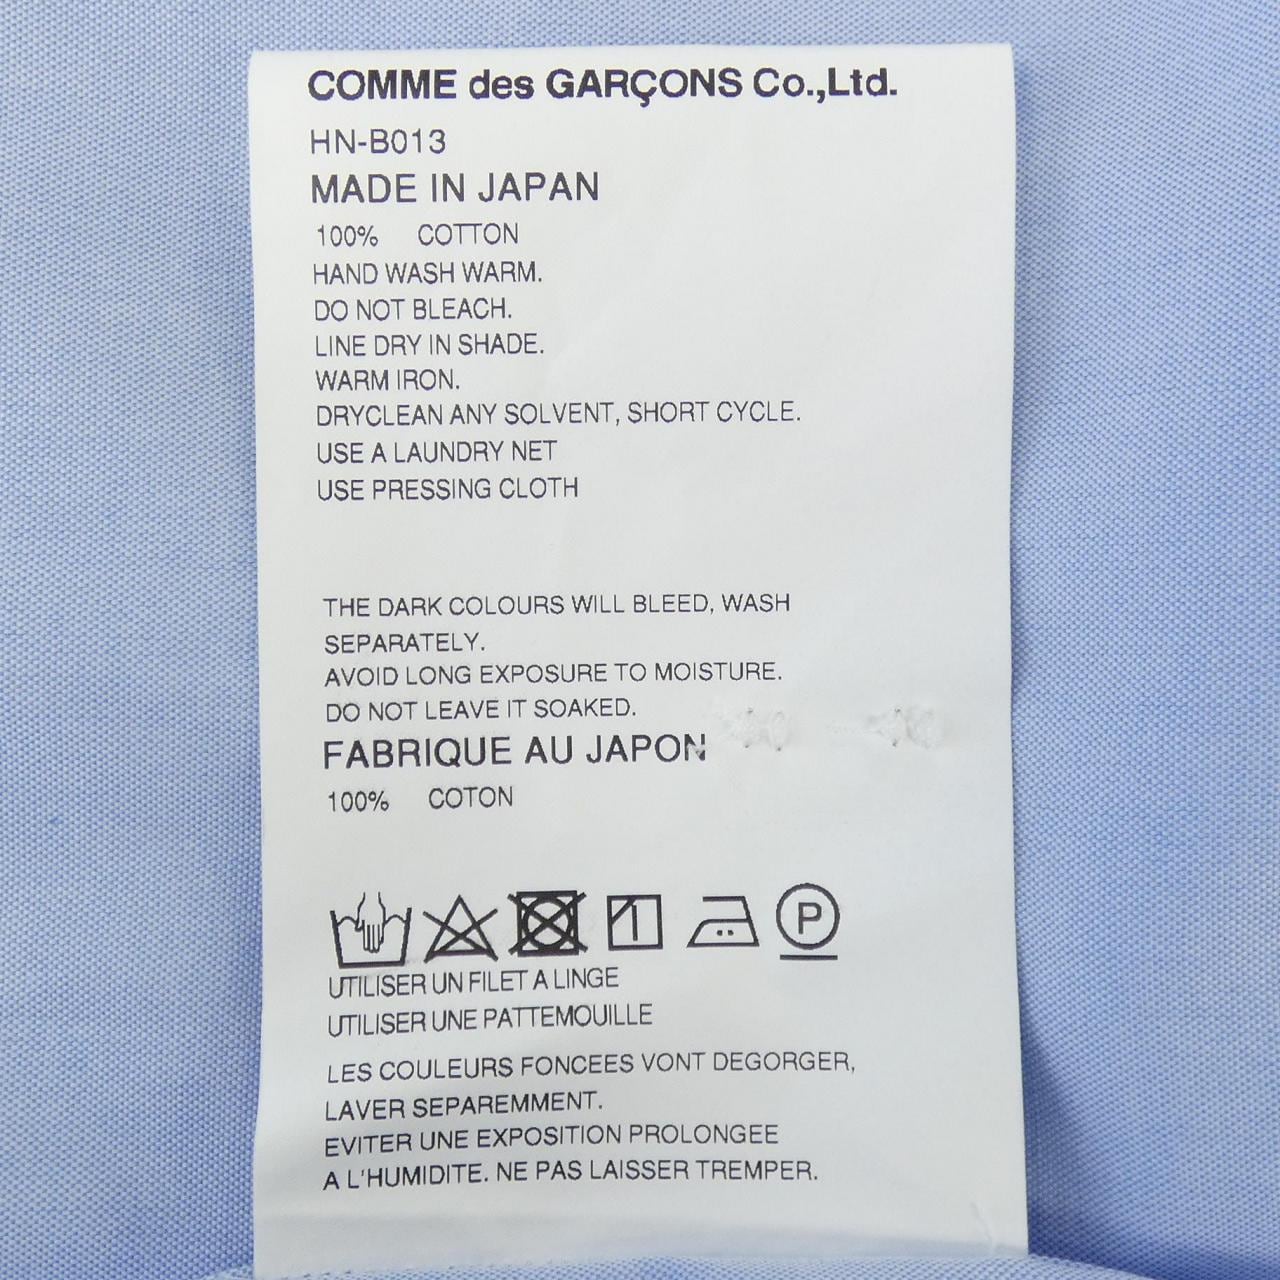 COMME des GARÇONS Co.,Ltd.
HN-B013
MADE IN JAPAN
100% COTTON
HAND WASH WARM.
DO NOT BLEACH.
LINE DRY IN SHADE.
WARM IRON.
DRYCLEAN ANY SOLVENT, SHORT CYCLE.
USE A LAUNDRY NET
USE PRESSING CLOTH
THE DARK COLOURS WILL BLEED, WASH
SEPARATELY.
AVOID LONG EXPOSURE TO MOISTURE.
DO NOT LEAVE IT SOAKED.
FABRIQUE AU JAPON
100% COTON
P
UTILISER UN FILET A LINGE
UTILISER UNE PATTEMOUILLE
LES COULEURS FONCEES VONT DEGORGER,
LAVER SEPAREMMENT.
EVITER UNE EXPOSITION PROLONGEE
A L'HUMIDITE. NE PAS LAISSER TREMPER.